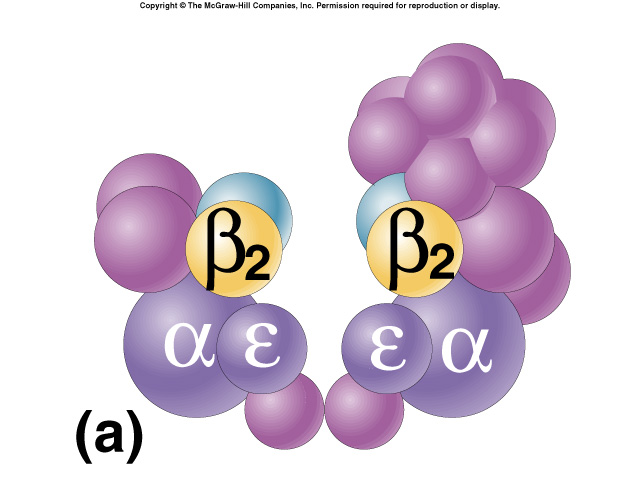 Copyright © The McGraw-Hill Companies, Inc. Permission required for reproduction or display.
β2 β2
α ε ε α
(a)